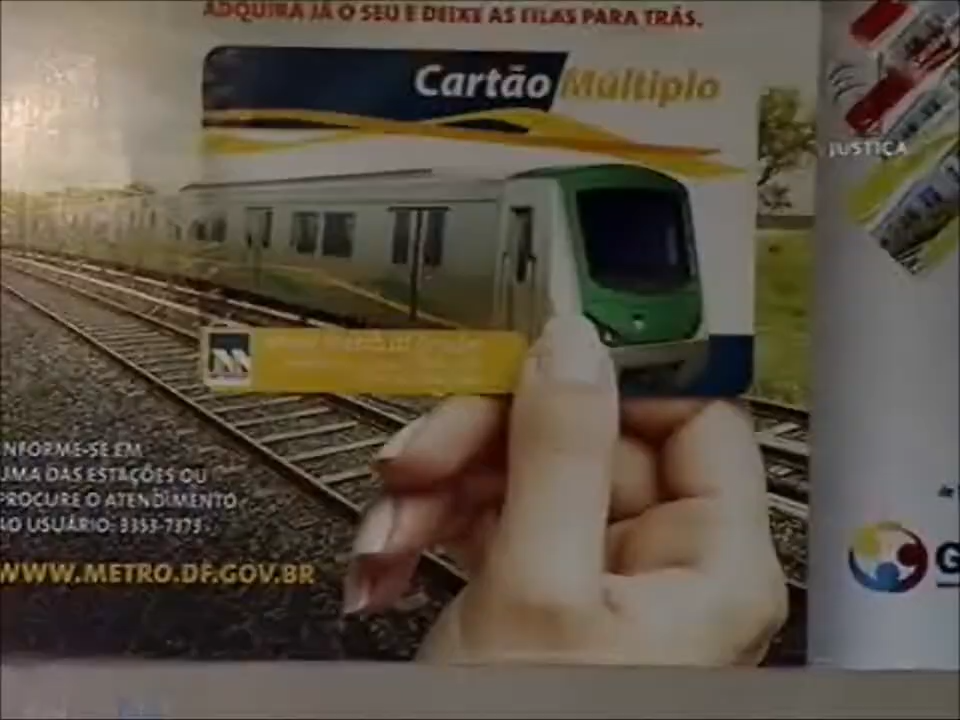 ADQUIRA JÁ O SEU E DEIXE AS FILAS PARA TRÁS.
Cartão Múltiplo
JUSTIÇA
INFORME-SE EM
UMA DAS ESTAÇÕES OU
PROCURE O ATENDIMENTO
AO USUÁRIO: 3353-7373.
WWW.METRO.DF.GOV.BR
G